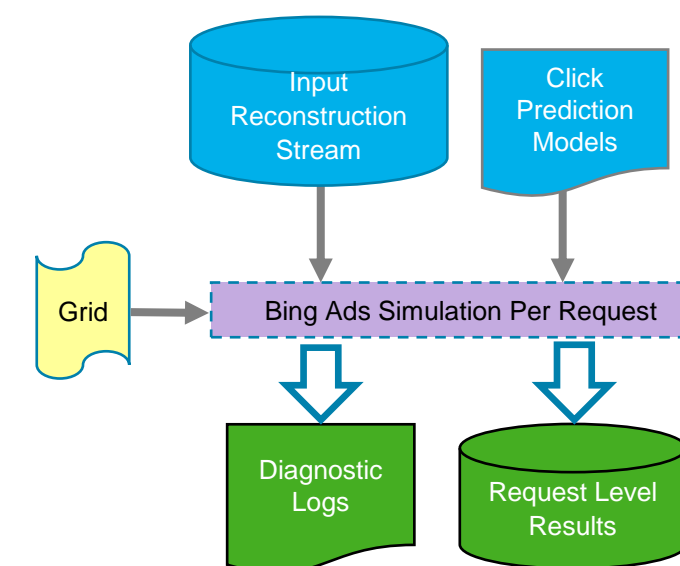 Input
Reconstruction
Stream
Click
Prediction
Models
Grid
Bing Ads Simulation Per Request
Diagnostic
Logs
Request Level
Results